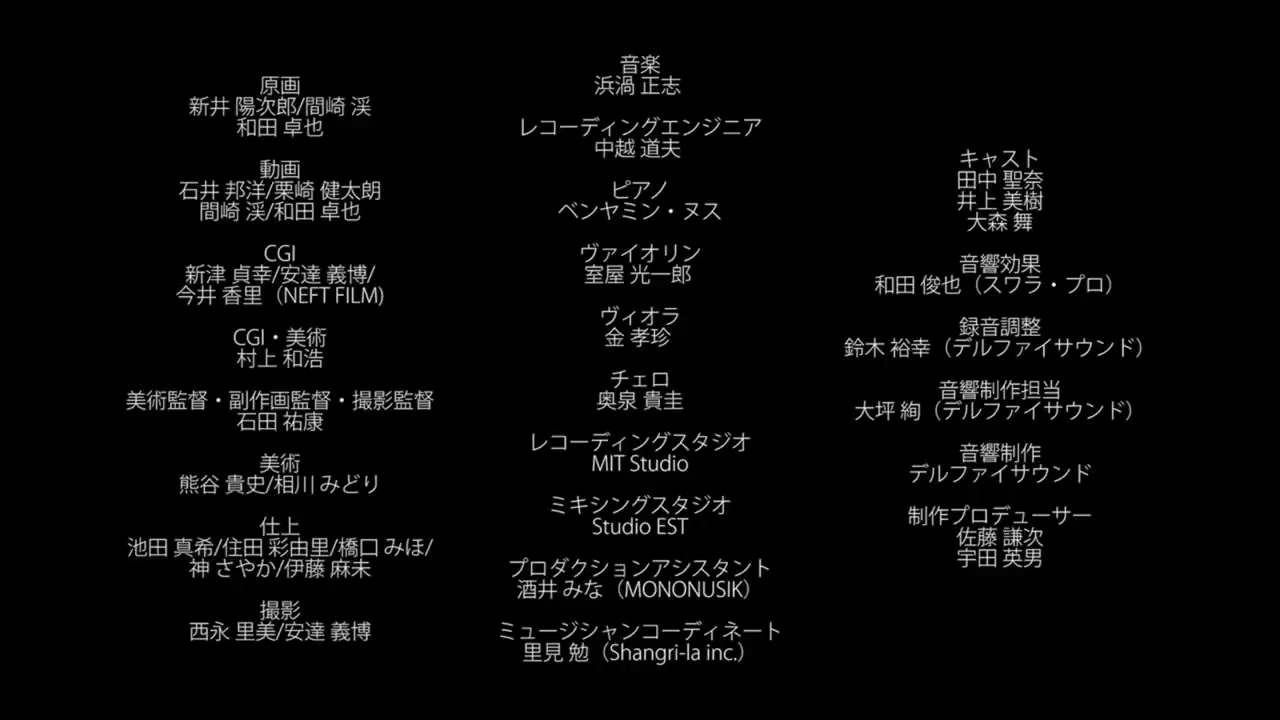 原画
新井 陽次郎/間崎 渓
和田 卓也
動画
石井 邦洋/栗崎 健太朗
間崎 渓/和田 卓也
CGI
新津 貞幸/安達 義博/
今井 香里（NEFT FILM)
CGI・美術
村上 和浩
美術監督・副作画監督・撮影監督
石田 祐康
美術
熊谷 貴史/相川 みどり
仕上
池田 真希/住田 彩由里/橋口 みほ/
神 さやか/伊藤 麻未
撮影
西永 里美/安達 義博
音楽
浜渦 正志
レコーディングエンジニア
中越 道夫
ピアノ
ベンヤミン・ヌス
ヴァイオリン
室屋 光一郎
ヴィオラ
金 孝珍
チェロ
奥泉 貴圭
レコーディングスタジオ
MIT Studio
ミキシングスタジオ
Studio EST
プロダクションアシスタント
酒井 みな（MONONUSIK）
ミュージシャンコーディネート
里見 勉（Shangri-la inc.）
キャスト
田中 聖奈
井上 美樹
大森 舞
音響効果
和田 俊也（スワラ・プロ）
録音調整
鈴木 裕幸（デルファイサウンド）
音響制作担当
大坪 絢（デルファイサウンド）
音響制作
デルファイサウンド
制作プロデューサー
佐藤 謙次
宇田 英男